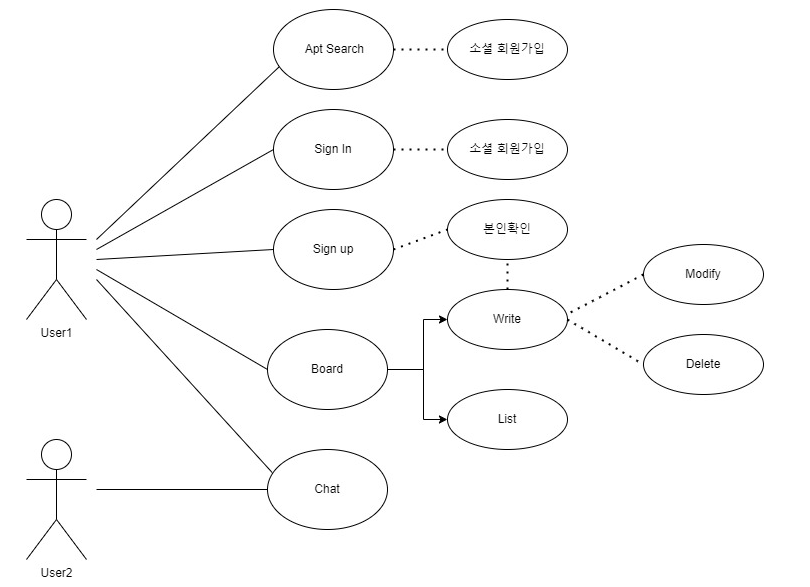 Apt Search
소셜 회원가입
Sign In
소셜 회원가입
Sign up
본인확인
Modify
User1
Write
Board
Delete
List
Chat
User2